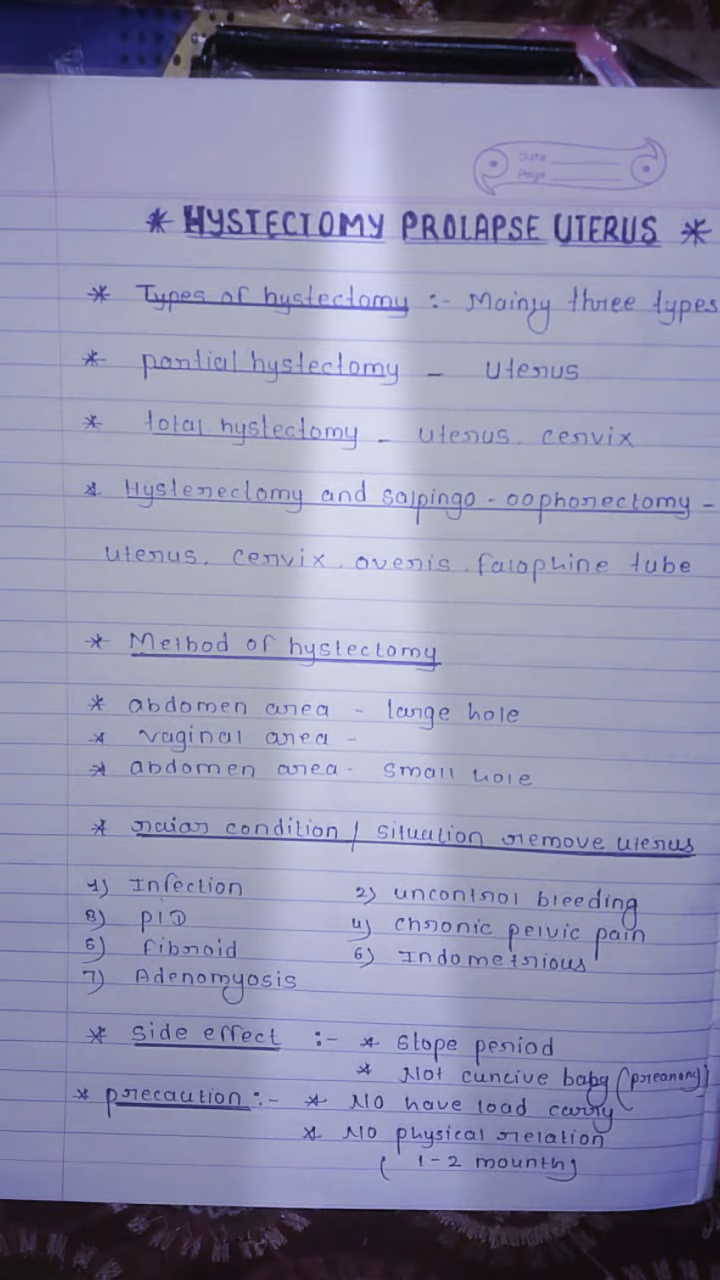 Date
Page
* HYSTECTOMY PROLAPSE UTERUS *
* Types of hystectomy :- Mainly three types
* partial hystectomy - uterus
* total hystectomy - uterus, cervix
* Hysterectomy and salpingo - oophorectomy -
uterus, cervix, overis, falophine tube
* Method of hystectomy
* abdomen area - large hole
* vaginal area -
* abdomen area - small hole
* condition / situation remove uterus
1) Infection 2) uncontrol bleeding
3) PID 4) chronic pelvic pain
5) fibroid 6) Indometrious
7) Adenomyosis
* side effect :- * Stope period
* Not cuncive baby
* precaution :- * No have load carry
* No physical relation
( 1-2 mounth)